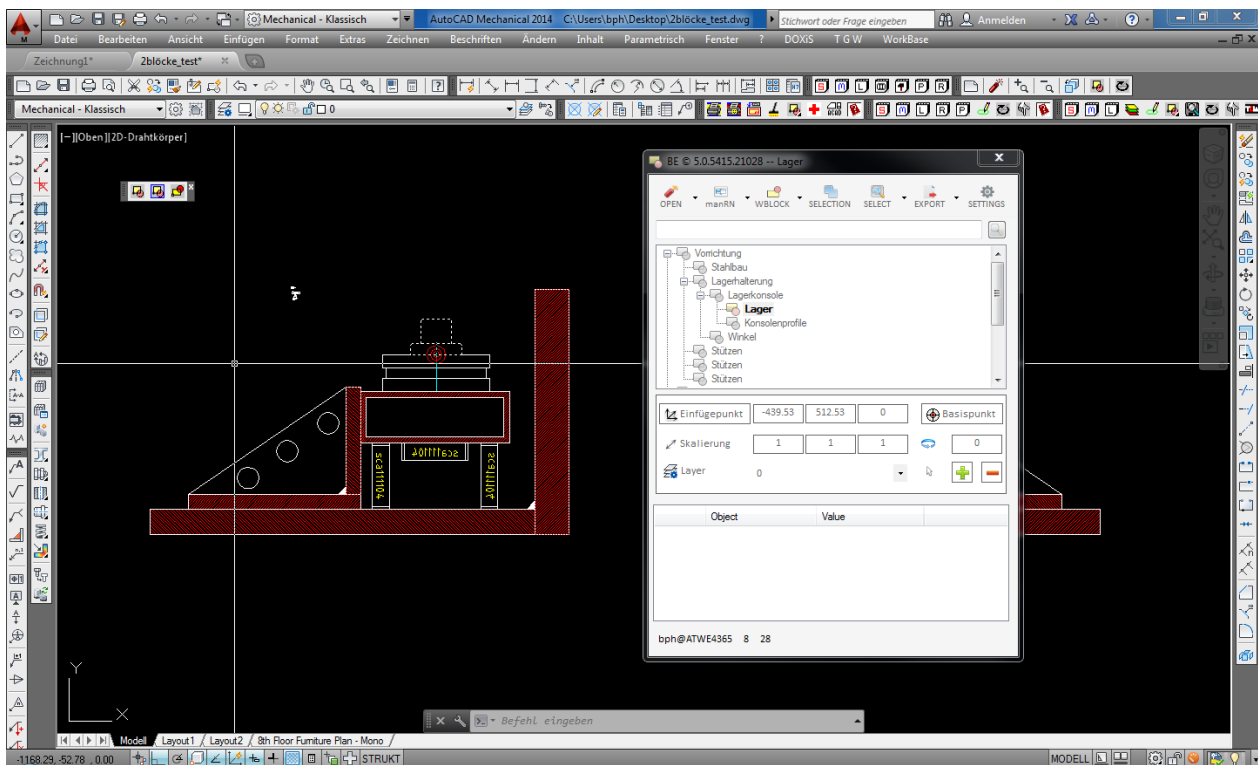 Mechanical - Klassisch
AutoCAD Mechanical 2014 C:\Users\bph\Desktop\2blöcke_test.dwg
Stichwort oder Frage eingeben
Anmelden
M
Datei Bearbeiten Ansicht Einfügen Format Extras Zeichnen Beschriften Ändern Inhalt Parametrisch Fenster ? DOXiS T G W WorkBase
Zeichnung1* 2blöcke_test*
Mechanical - Klassisch 0
[−][Oben][2D-Drahtkörper]
BE © 5.0.5415.21028 -- Lager
OPEN manRN WBLOCK SELECTION SELECT EXPORT SETTINGS
Vorrichtung
Stahlbau
Lagerhalterung
Lagerkonsole
Lager
Konsolenprofile
Winkel
Stützen
Stützen
Stützen
Einfügepunkt -439.53 512.53 0 Basispunkt
Skalierung 1 1 1 0
Layer 0
Object Value
bph@ATWE4365 8 28
sca11104
sca11104
sca11104
Y
X
Befehl eingeben
Modell Layout1 Layout2 8th Floor Furniture Plan - Mono
-1168.29, -52.78 , 0.00 STRUKT MODELL